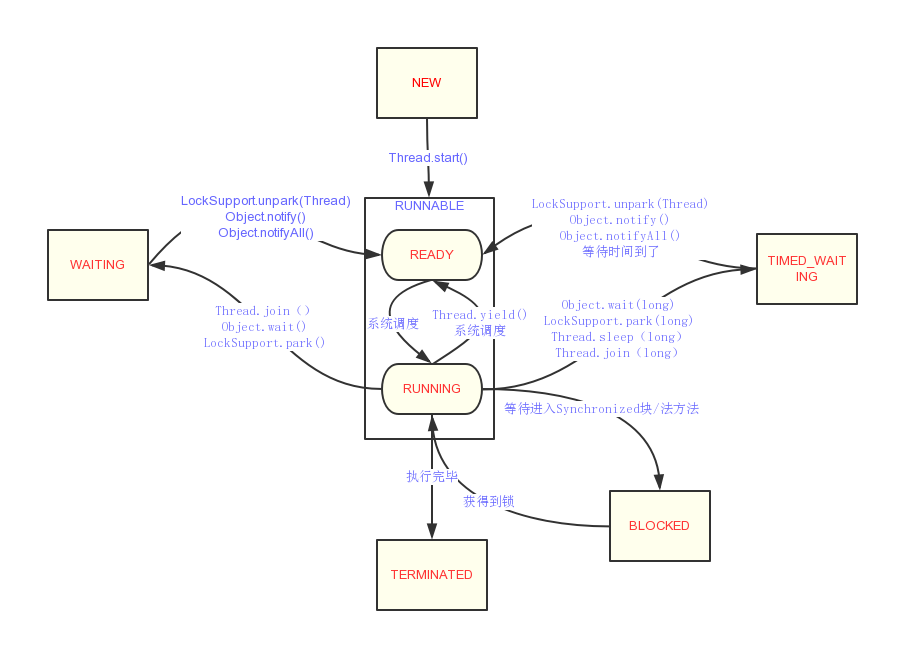 NEW
Thread.start()
LockSupport.unpark(Thread)
Object.notify()
Object.notifyAll()
RUNNABLE
LockSupport.unpark(Thread)
Object.notify()
Object.notifyAll()
等待时间到了
WAITING
READY
TIMED_WAIT
ING
Thread.join（）
Object.wait()
LockSupport.park()
系统调度
Thread.yield()
系统调度
Object.wait(long)
LockSupport.park(long)
Thread.sleep（long）
Thread.join（long）
RUNNING
等待进入Synchronized块/法方法
执行完毕
获得到锁
BLOCKED
TERMINATED